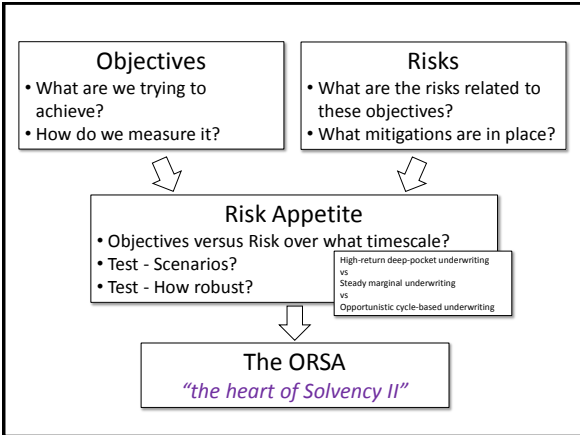 Objectives
• What are we trying to
achieve?
• How do we measure it?
Risks
• What are the risks related to
these objectives?
• What mitigations are in place?
Risk Appetite
• Objectives versus Risk over what timescale?
• Test - Scenarios?
• Test - How robust?
High-return deep-pocket underwriting
vs
Steady marginal underwriting
vs
Opportunistic cycle-based underwriting
The ORSA
“the heart of Solvency II”